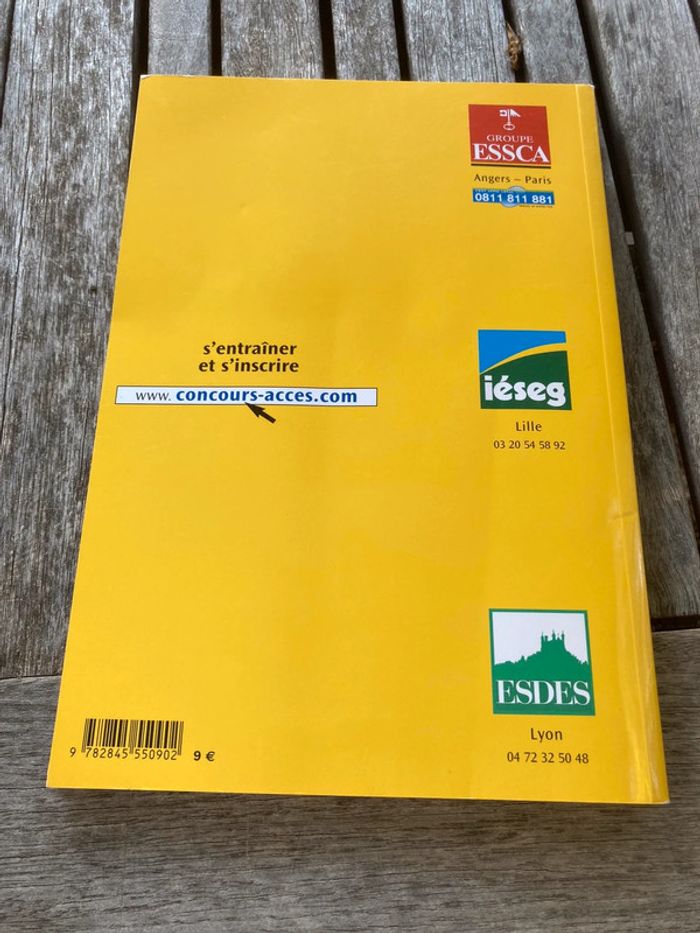 GROUPE
ESSCA
Angers – Paris
0811 811 881
s'entraîner
et s'inscrire
www. concours-acces.com
iéseg
Lille
03 20 54 58 92
ESDES
Lyon
04 72 32 50 48
9 782845 550902 9 €